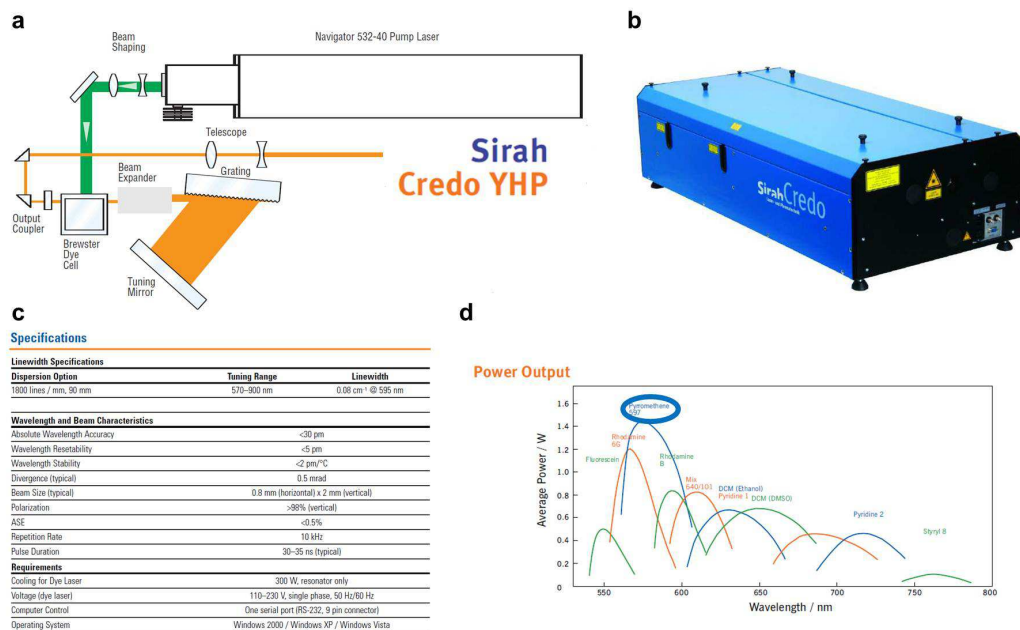 a
Beam
Shaping
Navigator 532-40 Pump Laser
Telescope
Grating
Beam
Expander
Output
Coupler
Brewster
Dye
Cell
Tuning
Mirror
Sirah
Credo YHP
b
SirahCredo
c
Specifications
Linewidth Specifications
Dispersion Option Tuning Range Linewidth
1800 lines / mm, 90 mm 570–900 nm 0.08 cm⁻¹ @ 595 nm
Wavelength and Beam Characteristics
Absolute Wavelength Accuracy <30 pm
Wavelength Resetability <5 pm
Wavelength Stability <2 pm/°C
Divergence (typical) 0.5 mrad
Beam Size (typical) 0.8 mm (horizontal) x 2 mm (vertical)
Polarization >98% (vertical)
ASE <0.5%
Repetition Rate 10 kHz
Pulse Duration 30–35 ns (typical)
Requirements
Cooling for Dye Laser 300 W, resonator only
Voltage (dye laser) 110–230 V, single phase, 50 Hz/60 Hz
Computer Control One serial port (RS-232, 9 pin connector)
Operating System Windows 2000 / Windows XP / Windows Vista
d
Power Output
Average Power / W
1.6
1.4
1.2
1.0
0.8
0.6
0.4
0.2
Pyrromethene
597
Rhodamine
6G
Fluorescein
Rhodamine
B
Mix
640/101
DCM (Ethanol)
Pyridine 1
DCM (DMSO)
Pyridine 2
Styryl 8
550 600 650 700 750 800
Wavelength / nm